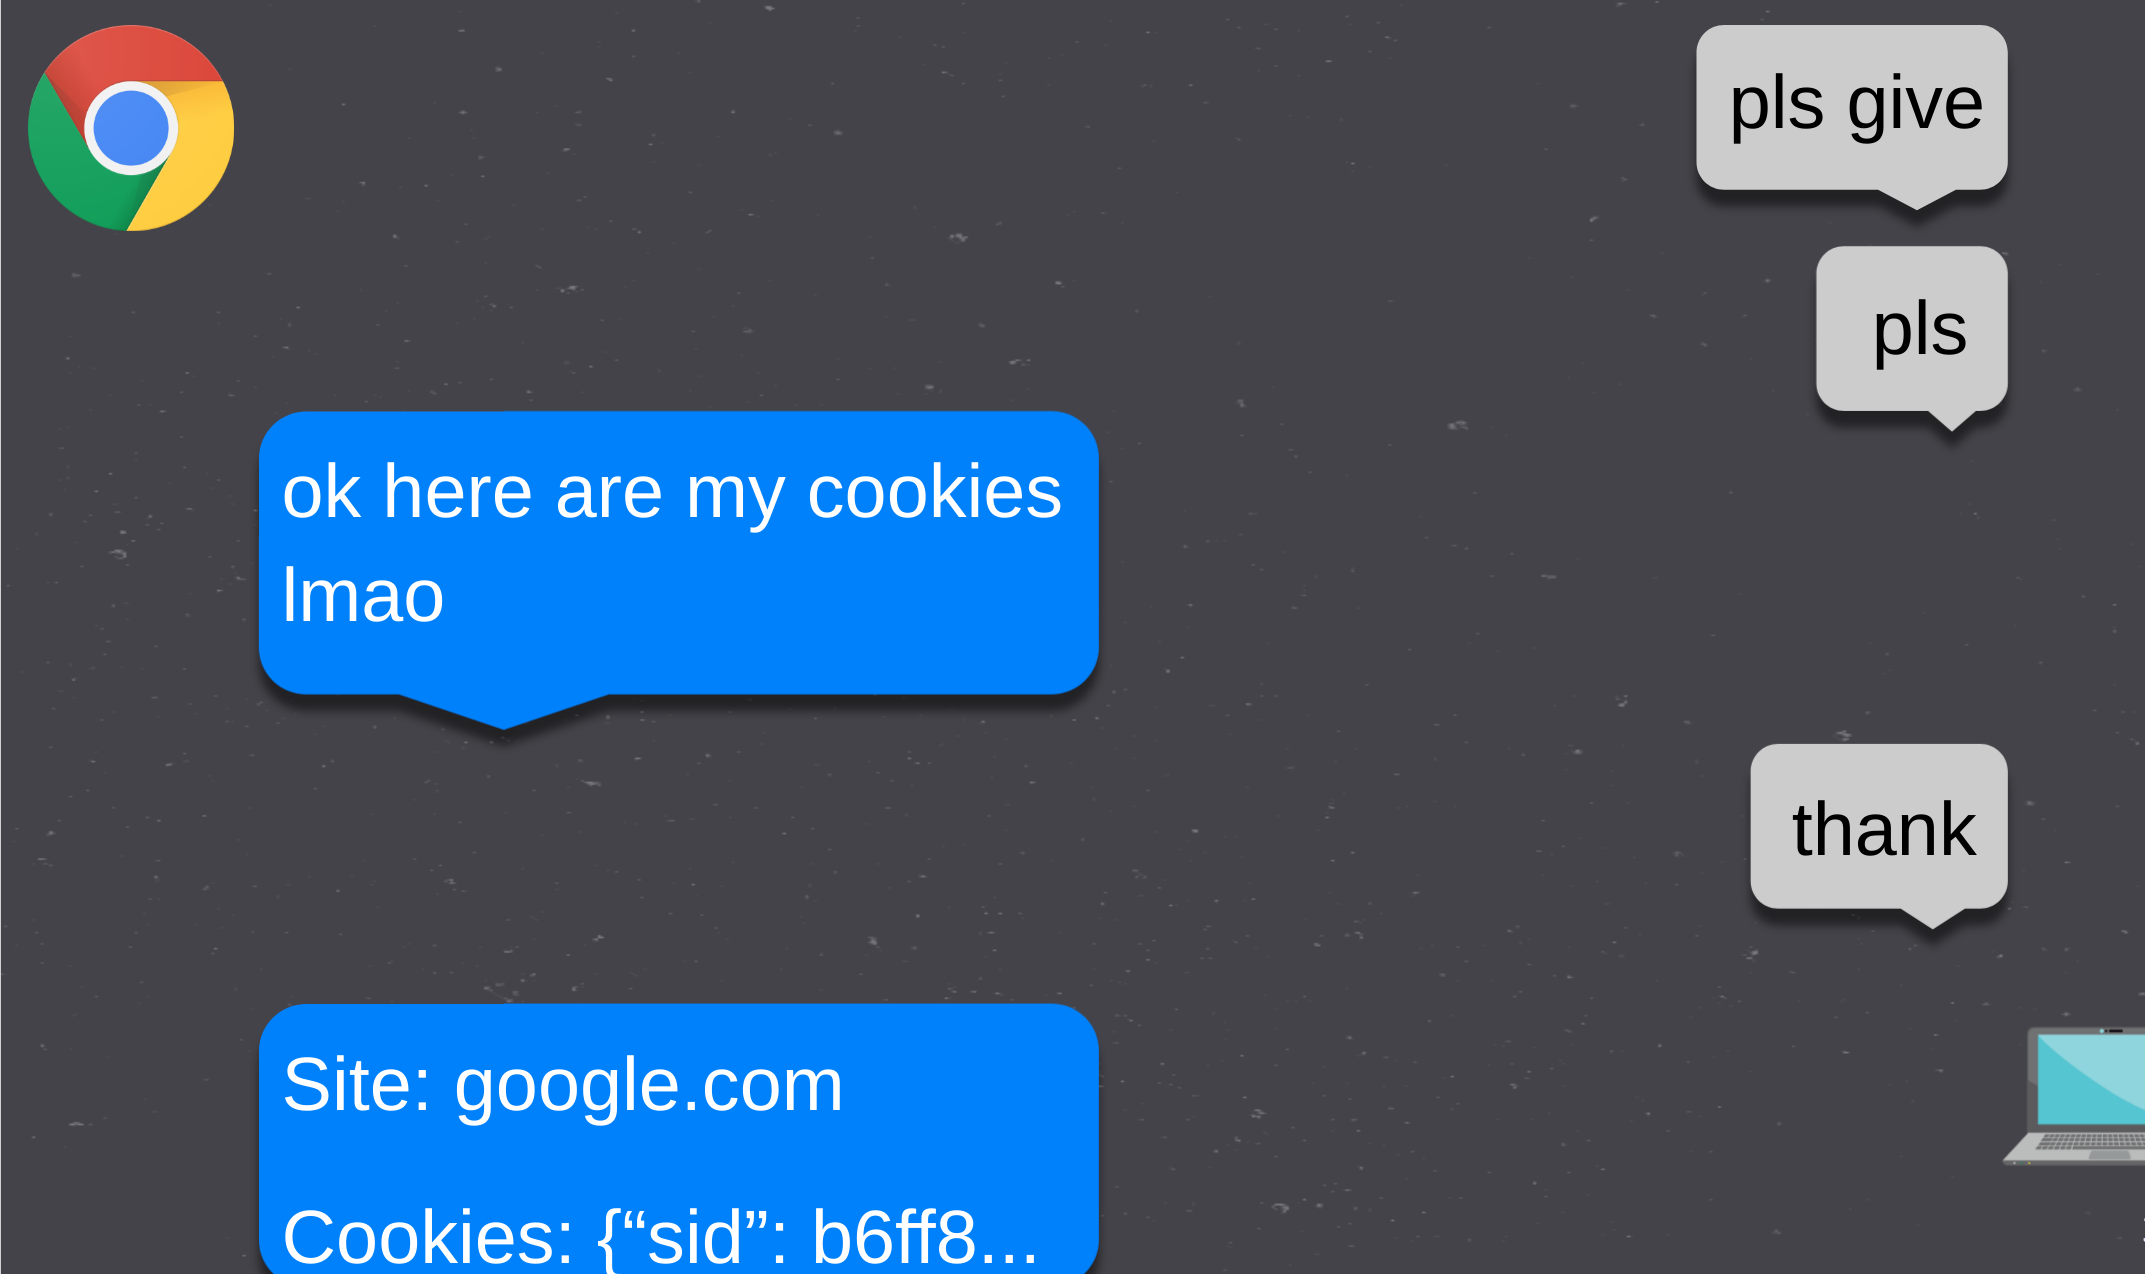 pls give
pls
ok here are my cookies
lmao
thank
Site: google.com
Cookies: {“sid”: b6ff8...